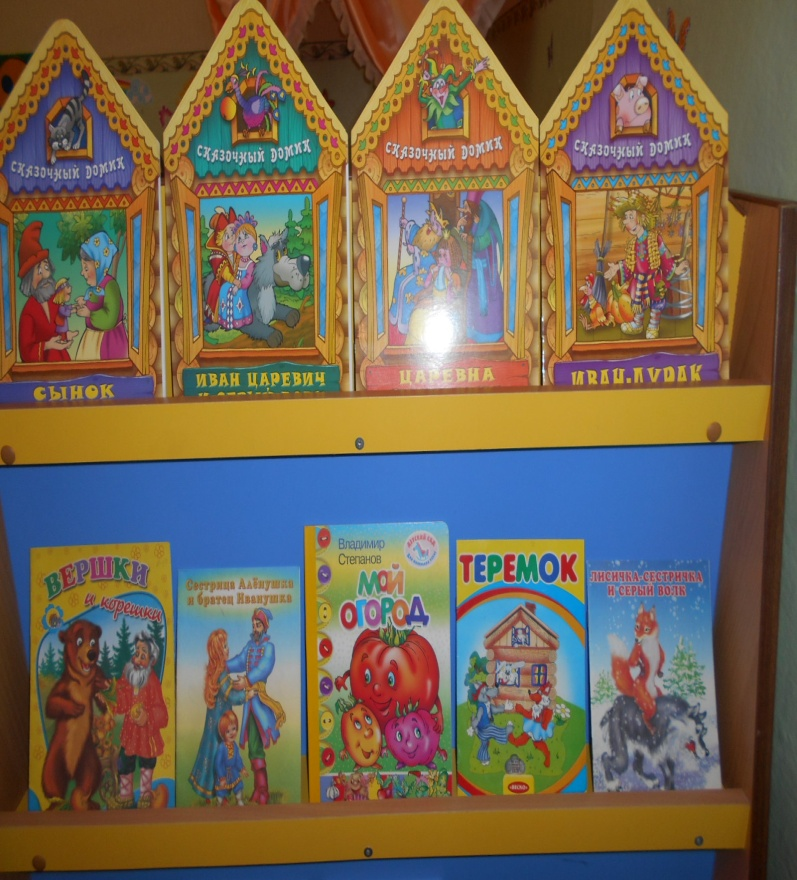 СКАЗОЧНЫЙ ДОМИК
СЫНОК
СКАЗОЧНЫЙ ДОМИК
ИВАН ЦАРЕВИЧ
СКАЗОЧНЫЙ ДОМИК
ЦАРЕВНА
СКАЗОЧНЫЙ ДОМИК
ИВАН-ДУРАК
ВЕРШКИ
и корешки
Сестрица Алёнушка
и братец Иванушка
Владимир
Степанов
МОЙ
ОГОРОД
ТЕРЕМОК
ЛИСИЧКА-СЕСТРИЧКА
И СЕРЫЙ ВОЛК